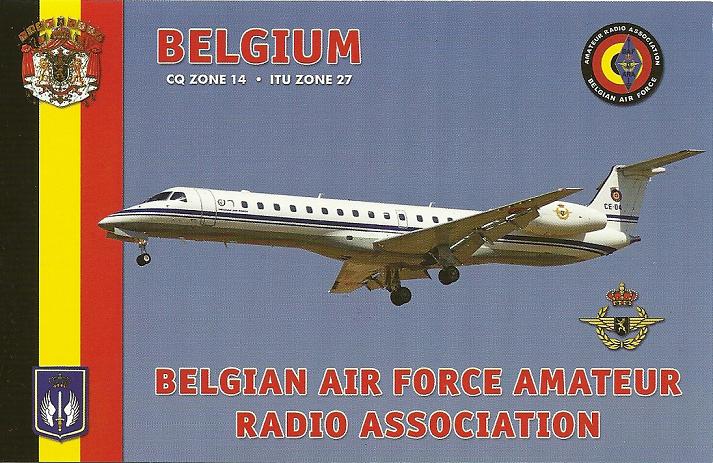 BELGIUM
CQ ZONE 14 • ITU ZONE 27
AMATEUR RADIO ASSOCIATION
BELGIAN AIR FORCE
CE-04
BELGIAN AIR FORCE AMATEUR
RADIO ASSOCIATION